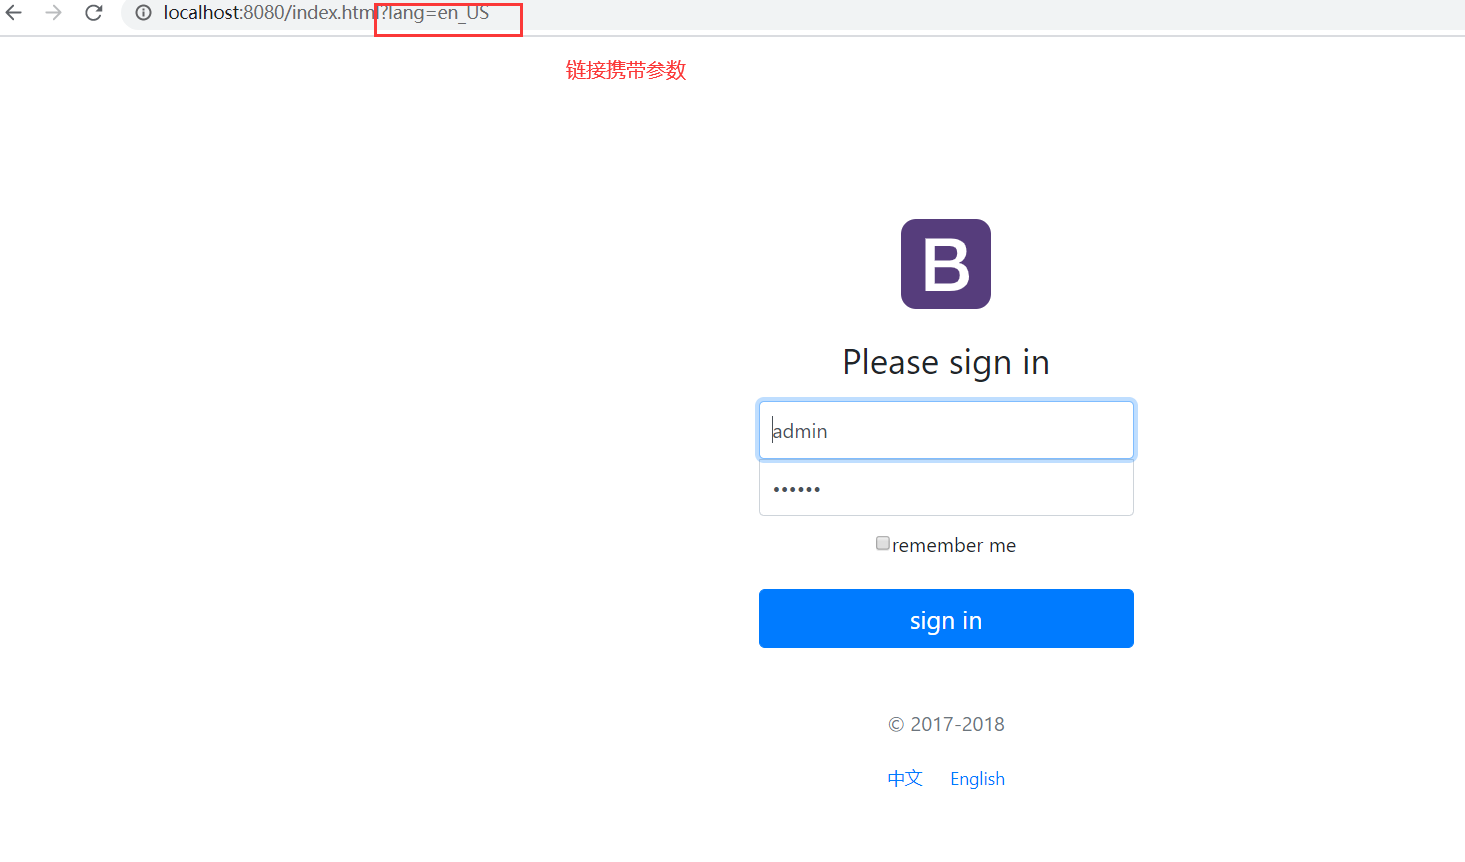 localhost:8080/index.html?lang=en_US
链接携带参数
B
Please sign in
admin
••••••
remember me
sign in
© 2017-2018
中文 English